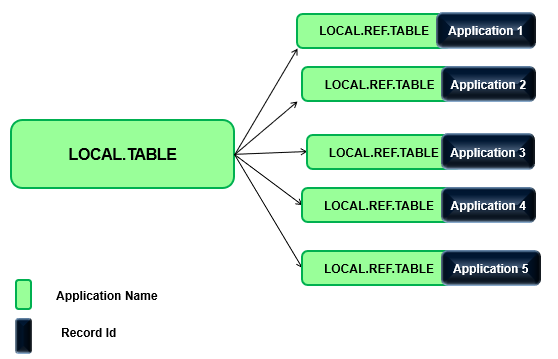 LOCAL.REF.TABLE Application 1
LOCAL.REF.TABLE Application 2
LOCAL.TABLE
LOCAL.REF.TABLE Application 3
LOCAL.REF.TABLE Application 4
LOCAL.REF.TABLE Application 5
Application Name
Record Id